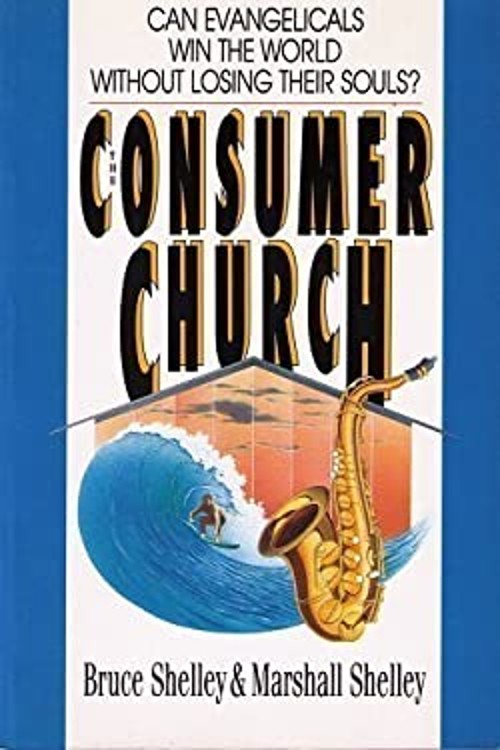 CAN EVANGELICALS
WIN THE WORLD
WITHOUT LOSING THEIR SOULS?
THE
CONSUMER
CHURCH
Bruce Shelley & Marshall Shelley